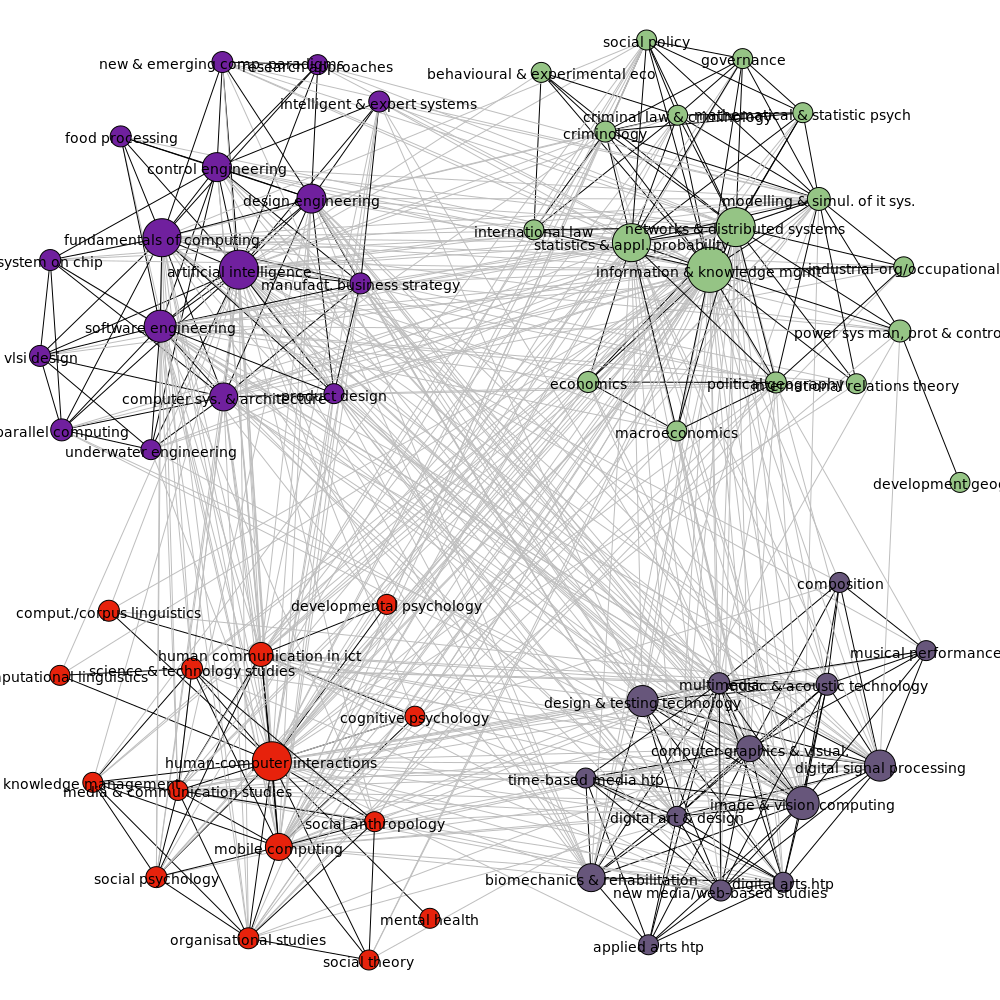 new & emerging comp. paradigms
research approaches
intelligent & expert systems
food processing
control engineering
design engineering
fundamentals of computing
system on chip
artificial intelligence
manufact. business strategy
software engineering
vlsi design
computer sys. & architecture
product design
parallel computing
underwater engineering
social policy
governance
behavioural & experimental eco
criminal law & criminology
mathematical & statistic psych
criminology
modelling & simul. of it sys.
international law
networks & distributed systems
statistics & appl. probability
information & knowledge mgmt
industrial-org/occupational
power sys man, prot & contro
economics
political geography
international relations theory
macroeconomics
development geog
comput./corpus linguistics
developmental psychology
human communication in ict
science & technology studies
putational linguistics
cognitive psychology
human-computer interactions
knowledge management
media & communication studies
social anthropology
mobile computing
social psychology
mental health
organisational studies
social theory
composition
musical performance
multimedia
music & acoustic technology
design & testing technology
computer graphics & visual.
digital signal processing
time-based media htp
image & vision computing
digital art & design
biomechanics & rehabilitation
digital arts htp
new media/web-based studies
applied arts htp